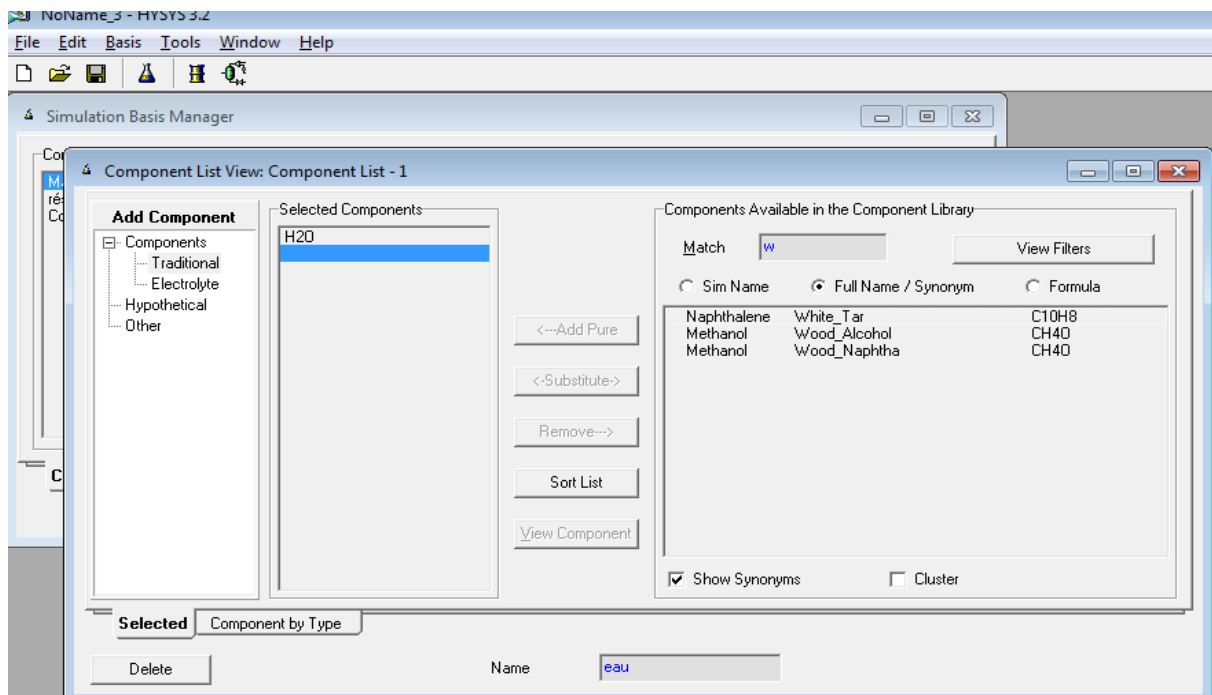 NoName_3 - HYSYS 3.2
File Edit Basis Tools Window Help
Simulation Basis Manager
Component List View: Component List - 1
Add Component
Components
Traditional
Electrolyte
Hypothetical
Other
Selected Components
H2O
<---Add Pure
<-Substitute->
Remove--->
Sort List
View Component
Components Available in the Component Library
Match w View Filters
Sim Name Full Name / Synonym Formula
Naphthalene White_Tar C10H8
Methanol Wood_Alcohol CH4O
Methanol Wood_Naphtha CH4O
Show Synonyms Cluster
Selected Component by Type
Delete Name eau